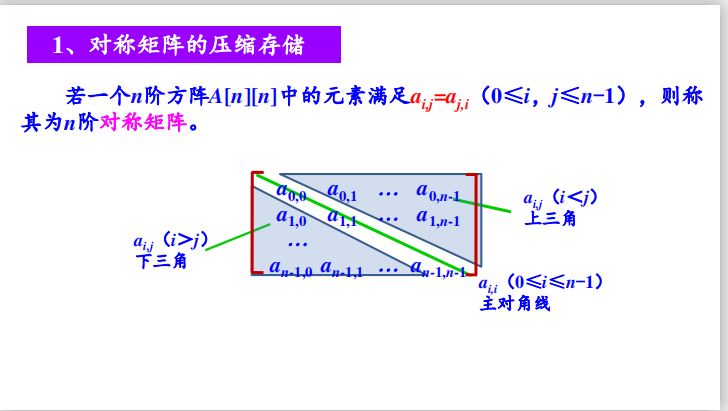 1、对称矩阵的压缩存储
若一个n阶方阵A[n][n]中的元素满足ai,j=aj,i（0≤i，j≤n-1），则称
其为n阶对称矩阵。
a0,0 a0,1 … a0,n-1
a1,0 a1,1 … a1,n-1
…
an-1,0 an-1,1 … an-1,n-1
ai,j（i＜j）
上三角
ai,j（i＞j）
下三角
ai,i（0≤i≤n-1）
主对角线